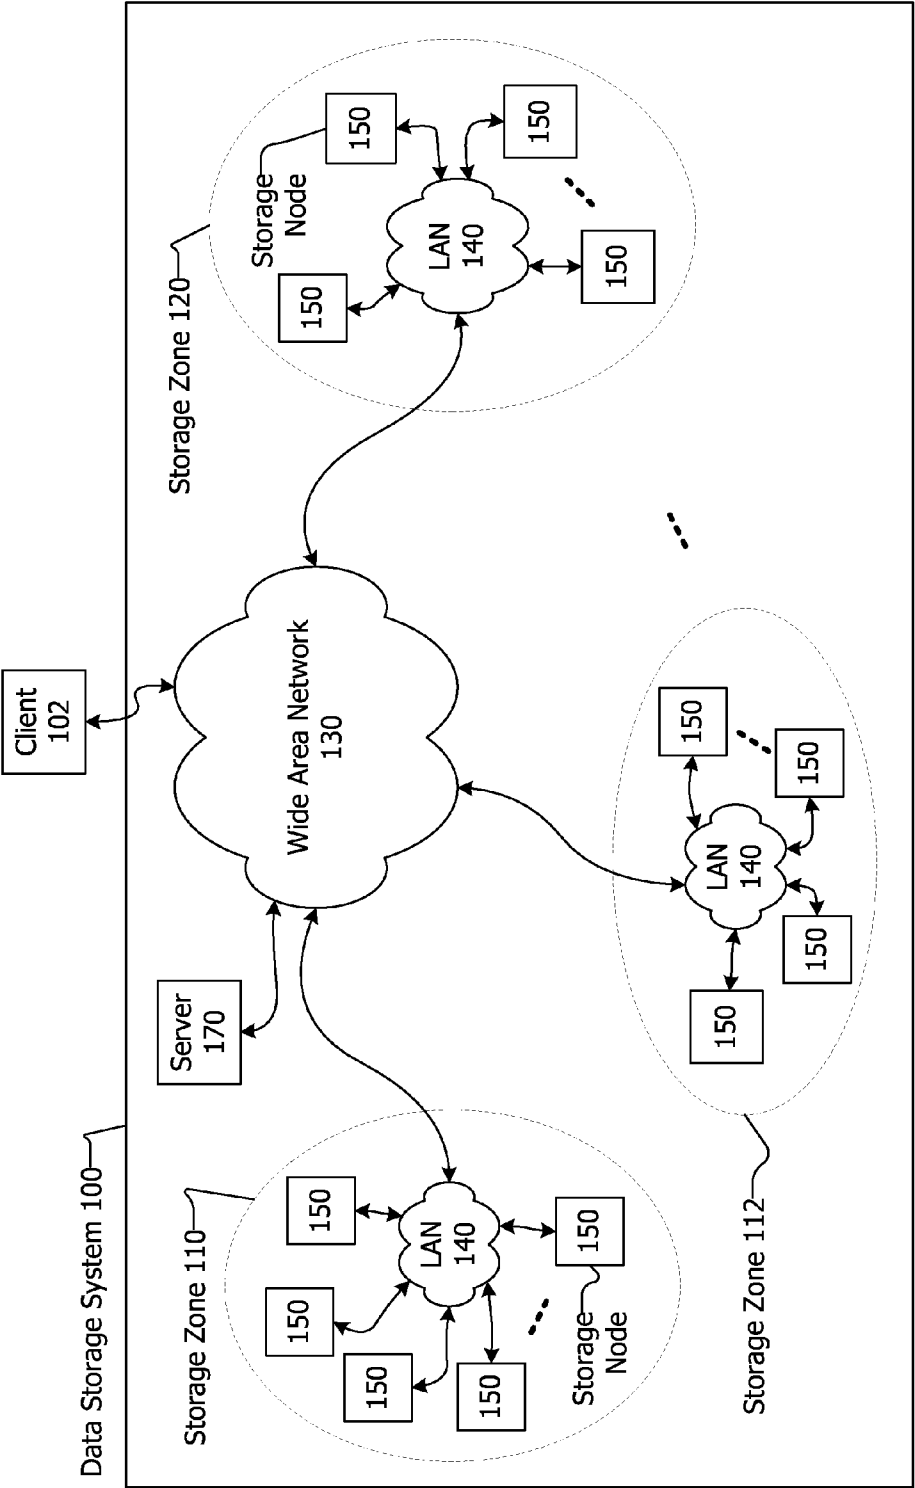 Client
102
Data Storage System 100
Server
170
Wide Area Network
130
Storage Zone 110
150
150
150
150
150
LAN
140
Storage
Node
Storage Zone 120
Storage
Node
150
150
150
150
LAN
140
Storage Zone 112
150
150
150
150
LAN
140